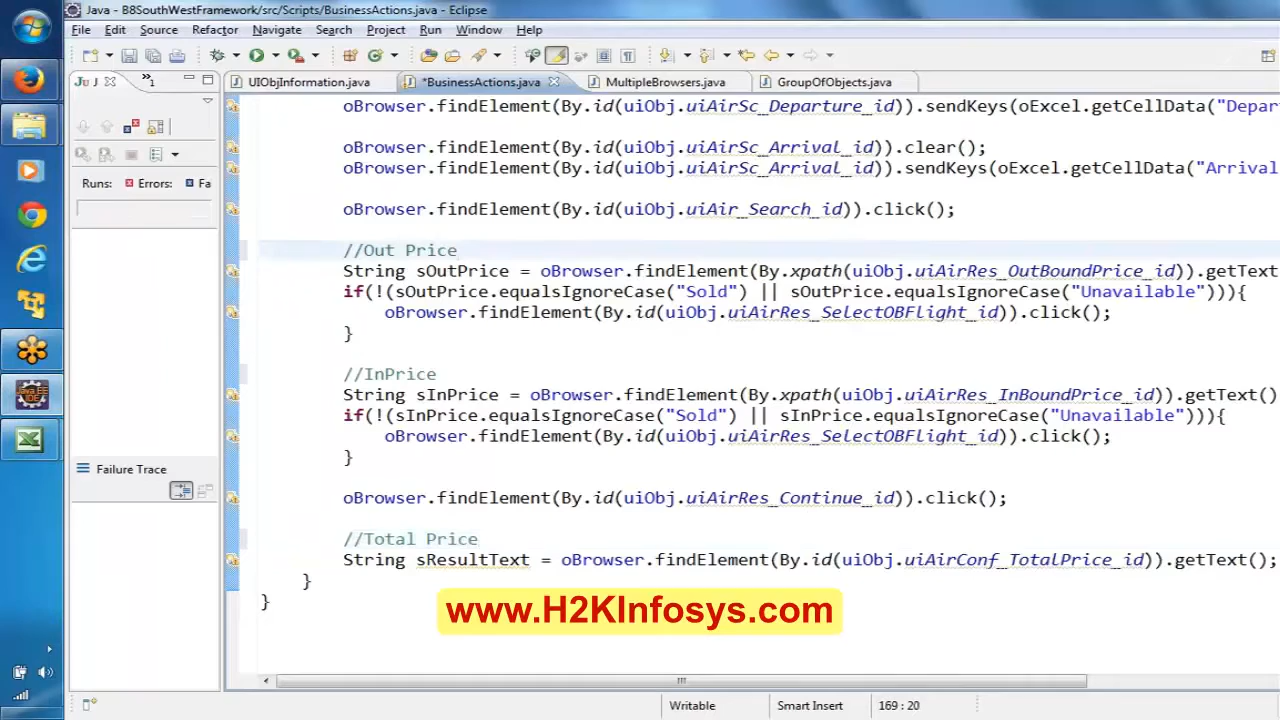 Java - B8SouthWestFramework/src/Scripts/BusinessActions.java - Eclipse
File Edit Source Refactor Navigate Search Project Run Window Help
JU J UIObjInformation.java *BusinessActions.java MultipleBrowsers.java GroupOfObjects.java
oBrowser.findElement(By.id(uiObj.uiAirSc_Departure_id)).sendKeys(oExcel.getCellData("Depar
oBrowser.findElement(By.id(uiObj.uiAirSc_Arrival_id)).clear();
oBrowser.findElement(By.id(uiObj.uiAirSc_Arrival_id)).sendKeys(oExcel.getCellData("Arrival
Runs: Errors: Fa
oBrowser.findElement(By.id(uiObj.uiAir_Search_id)).click();
//Out Price
String sOutPrice = oBrowser.findElement(By.xpath(uiObj.uiAirRes_OutBoundPrice_id)).getText
if(!(sOutPrice.equalsIgnoreCase("Sold") || sOutPrice.equalsIgnoreCase("Unavailable"))){
oBrowser.findElement(By.id(uiObj.uiAirRes_SelectOBFlight_id)).click();
}
//InPrice
String sInPrice = oBrowser.findElement(By.xpath(uiObj.uiAirRes_InBoundPrice_id)).getText()
if(!(sInPrice.equalsIgnoreCase("Sold") || sInPrice.equalsIgnoreCase("Unavailable"))){
oBrowser.findElement(By.id(uiObj.uiAirRes_SelectOBFlight_id)).click();
}
Failure Trace
oBrowser.findElement(By.id(uiObj.uiAirRes_Continue_id)).click();
//Total Price
String sResultText = oBrowser.findElement(By.id(uiObj.uiAirConf_TotalPrice_id)).getText();
}
}
www.H2KInfosys.com
Writable Smart Insert 169 : 20